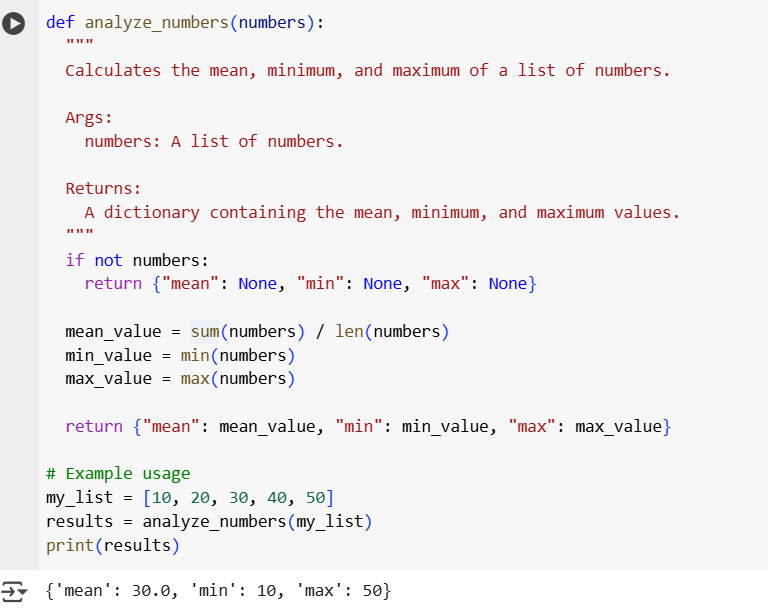 def analyze_numbers(numbers):
  """
  Calculates the mean, minimum, and maximum of a list of numbers.

  Args:
    numbers: A list of numbers.

  Returns:
    A dictionary containing the mean, minimum, and maximum values.
  """
  if not numbers:
    return {"mean": None, "min": None, "max": None}

  mean_value = sum(numbers) / len(numbers)
  min_value = min(numbers)
  max_value = max(numbers)

  return {"mean": mean_value, "min": min_value, "max": max_value}

# Example usage
my_list = [10, 20, 30, 40, 50]
results = analyze_numbers(my_list)
print(results)
{'mean': 30.0, 'min': 10, 'max': 50}